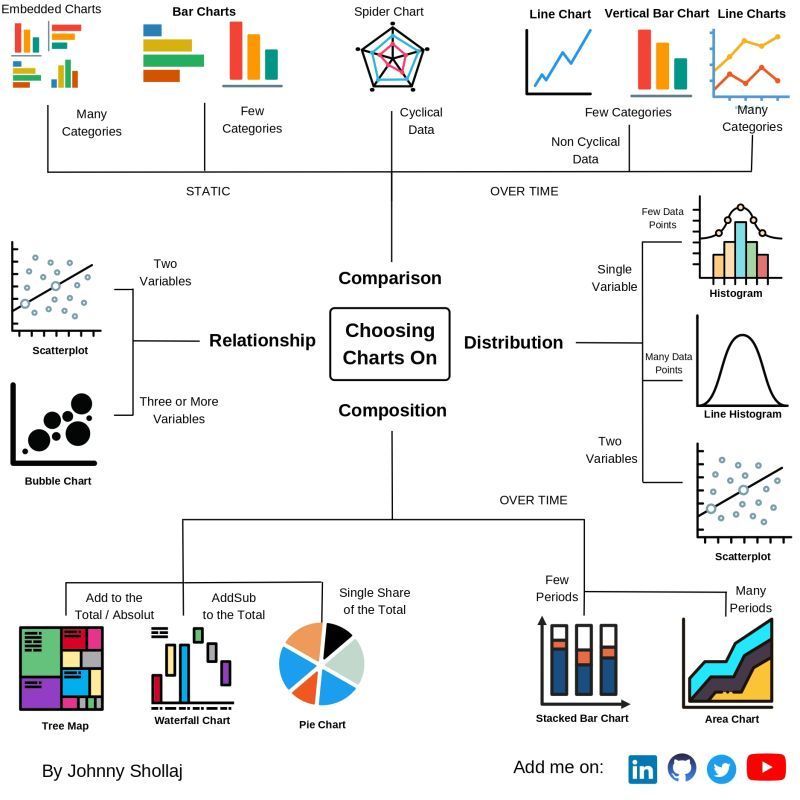 Embedded Charts
Bar Charts
Spider Chart
Line Chart
Vertical Bar Chart
Line Charts
Many
Categories
Few
Categories
Cyclical
Data
Few Categories
Many
Categories
Non Cyclical
Data
STATIC
OVER TIME
Two
Variables
Scatterplot
Three or More
Variables
Bubble Chart
Comparison
Relationship
Choosing
Charts On
Distribution
Composition
Few Data
Points
Single
Variable
Histogram
Many Data
Points
Line Histogram
Two
Variables
Scatterplot
OVER TIME
Add to the
Total / Absolut
AddSub
to the Total
Single Share
of the Total
Few
Periods
Many
Periods
Tree Map
Waterfall Chart
Pie Chart
Stacked Bar Chart
Area Chart
By Johnny Shollaj
Add me on:
in